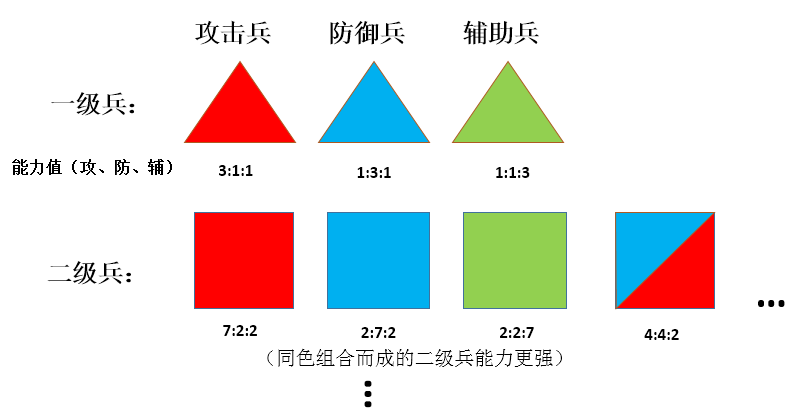 攻击兵 防御兵 辅助兵
一级兵：
能力值（攻、防、辅） 3:1:1 1:3:1 1:1:3
二级兵：
7:2:2 2:7:2 2:2:7 4:4:2
（同色组合而成的二级兵能力更强）